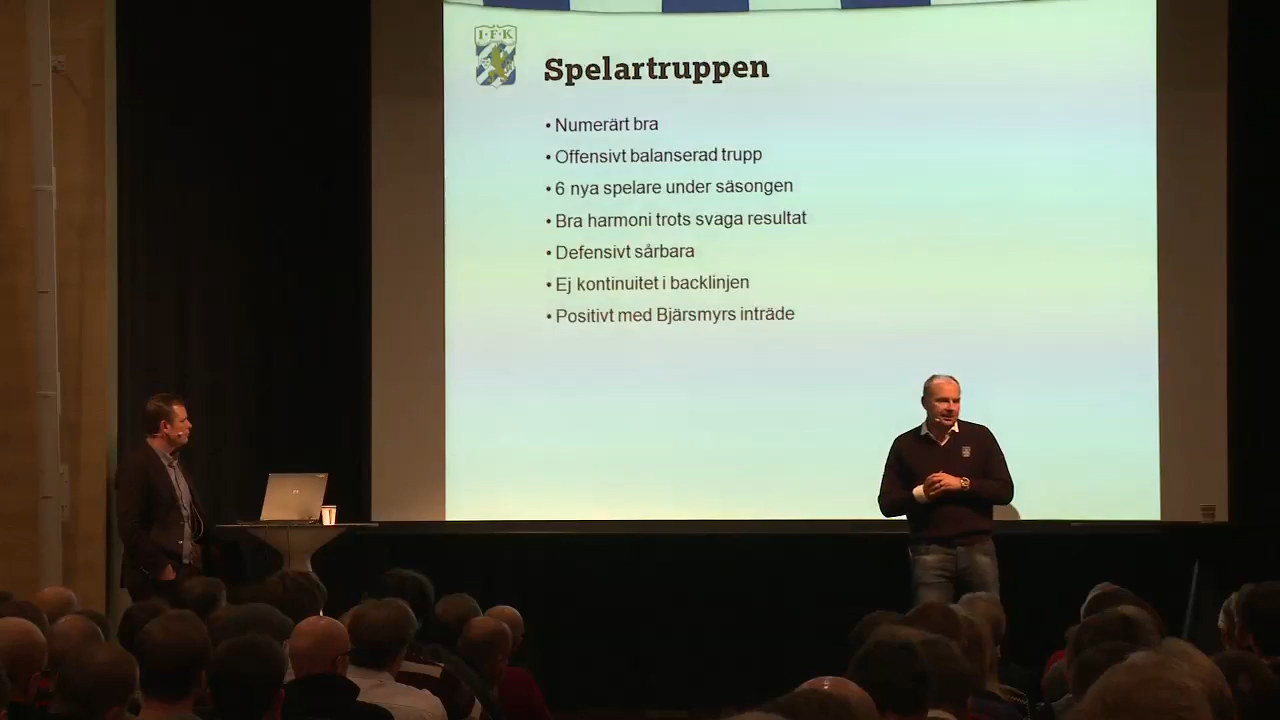 I.F.K
Spelartruppen
• Numerärt bra
• Offensivt balanserad trupp
• 6 nya spelare under säsongen
• Bra harmoni trots svaga resultat
• Defensivt sårbara
• Ej kontinuitet i backlinjen
• Positivt med Bjärsmyrs inträde